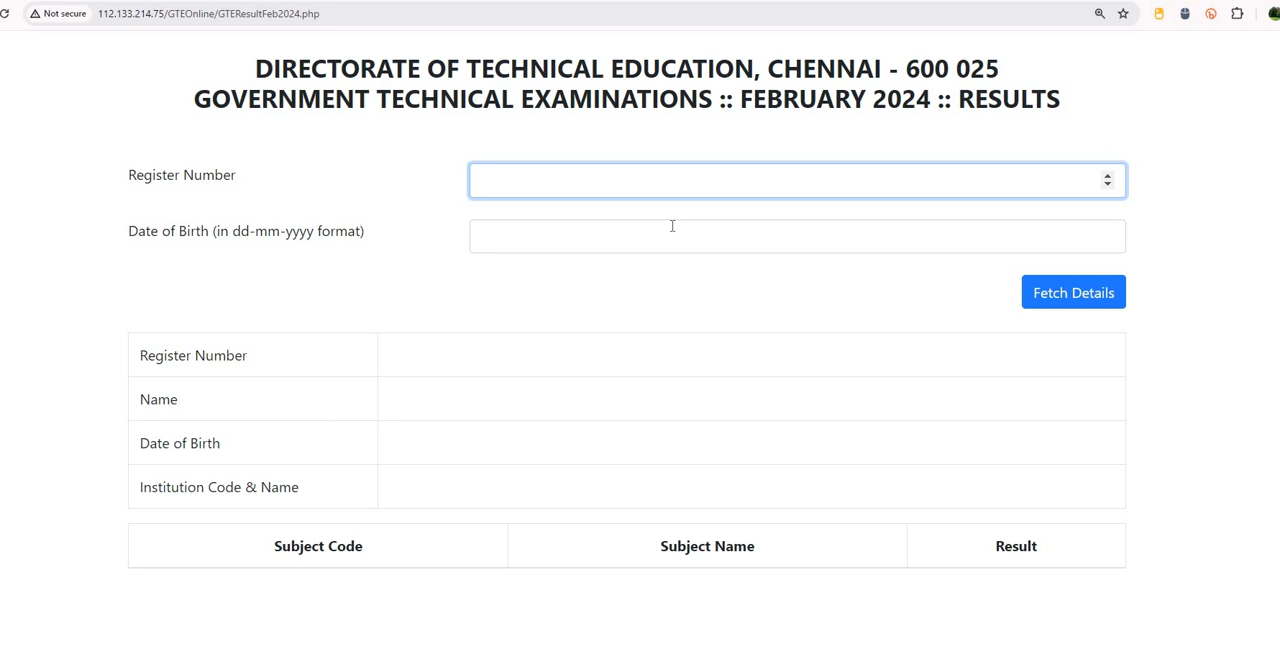 Not secure
112.133.214.75/GTEOnline/GTEResultFeb2024.php
DIRECTORATE OF TECHNICAL EDUCATION, CHENNAI - 600 025
GOVERNMENT TECHNICAL EXAMINATIONS :: FEBRUARY 2024 :: RESULTS
Register Number
Date of Birth (in dd-mm-yyyy format)
Fetch Details
Register Number
Name
Date of Birth
Institution Code & Name
Subject Code Subject Name Result